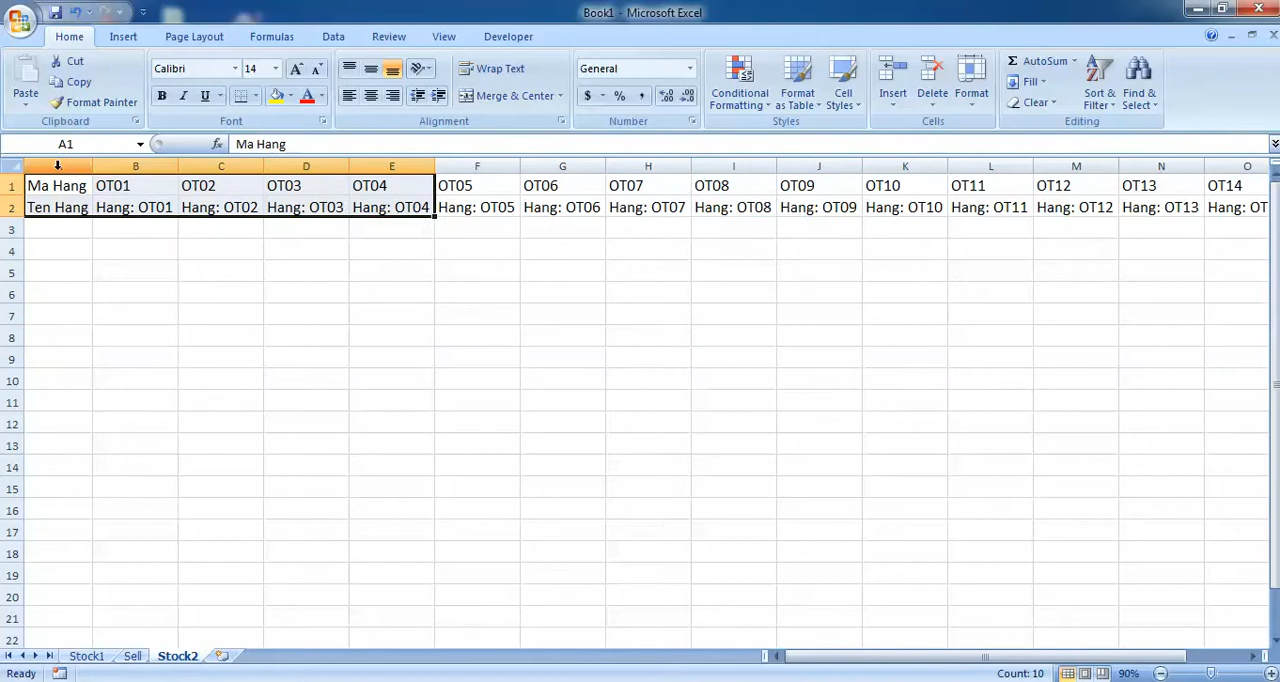 Book1 - Microsoft Excel
Home Insert Page Layout Formulas Data Review View Developer
Paste
Cut
Copy
Format Painter
Clipboard
Calibri 14
B I U
Font
Wrap Text
Merge & Center
Alignment
General
$ % ,
Number
Conditional Formatting
Format as Table
Cell Styles
Styles
Insert Delete Format
Cells
Σ AutoSum
Fill
Clear
Sort & Filter
Find & Select
Editing
A1 fx Ma Hang
A B C D E F G H I J K L M N O
1 Ma Hang OT01 OT02 OT03 OT04 OT05 OT06 OT07 OT08 OT09 OT10 OT11 OT12 OT13 OT14
2 Ten Hang Hang: OT01 Hang: OT02 Hang: OT03 Hang: OT04 Hang: OT05 Hang: OT06 Hang: OT07 Hang: OT08 Hang: OT09 Hang: OT10 Hang: OT11 Hang: OT12 Hang: OT13 Hang: OT
3
4
5
6
7
8
9
10
11
12
13
14
15
16
17
18
19
20
21
22
Stock1 Sell Stock2
Ready Count: 10 90%